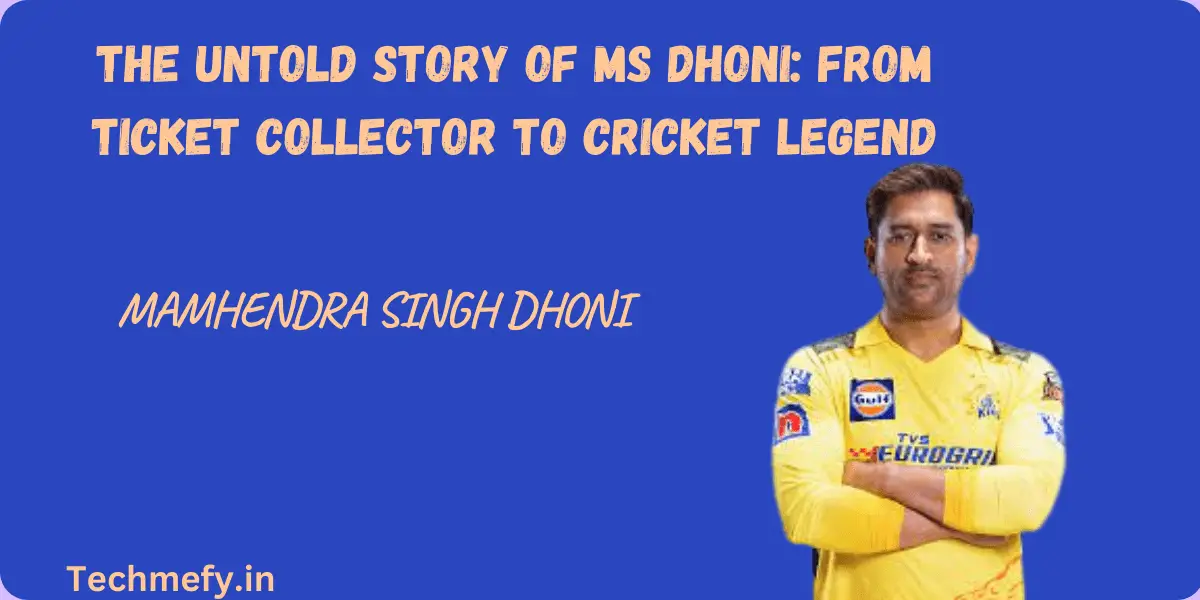 THE UNTOLD STORY OF MS DHONI: FROM
TICKET COLLECTOR TO CRICKET LEGEND
MAMHENDRA SINGH DHONI
Gulf
TVS
EUROGRI
Techmefy.in